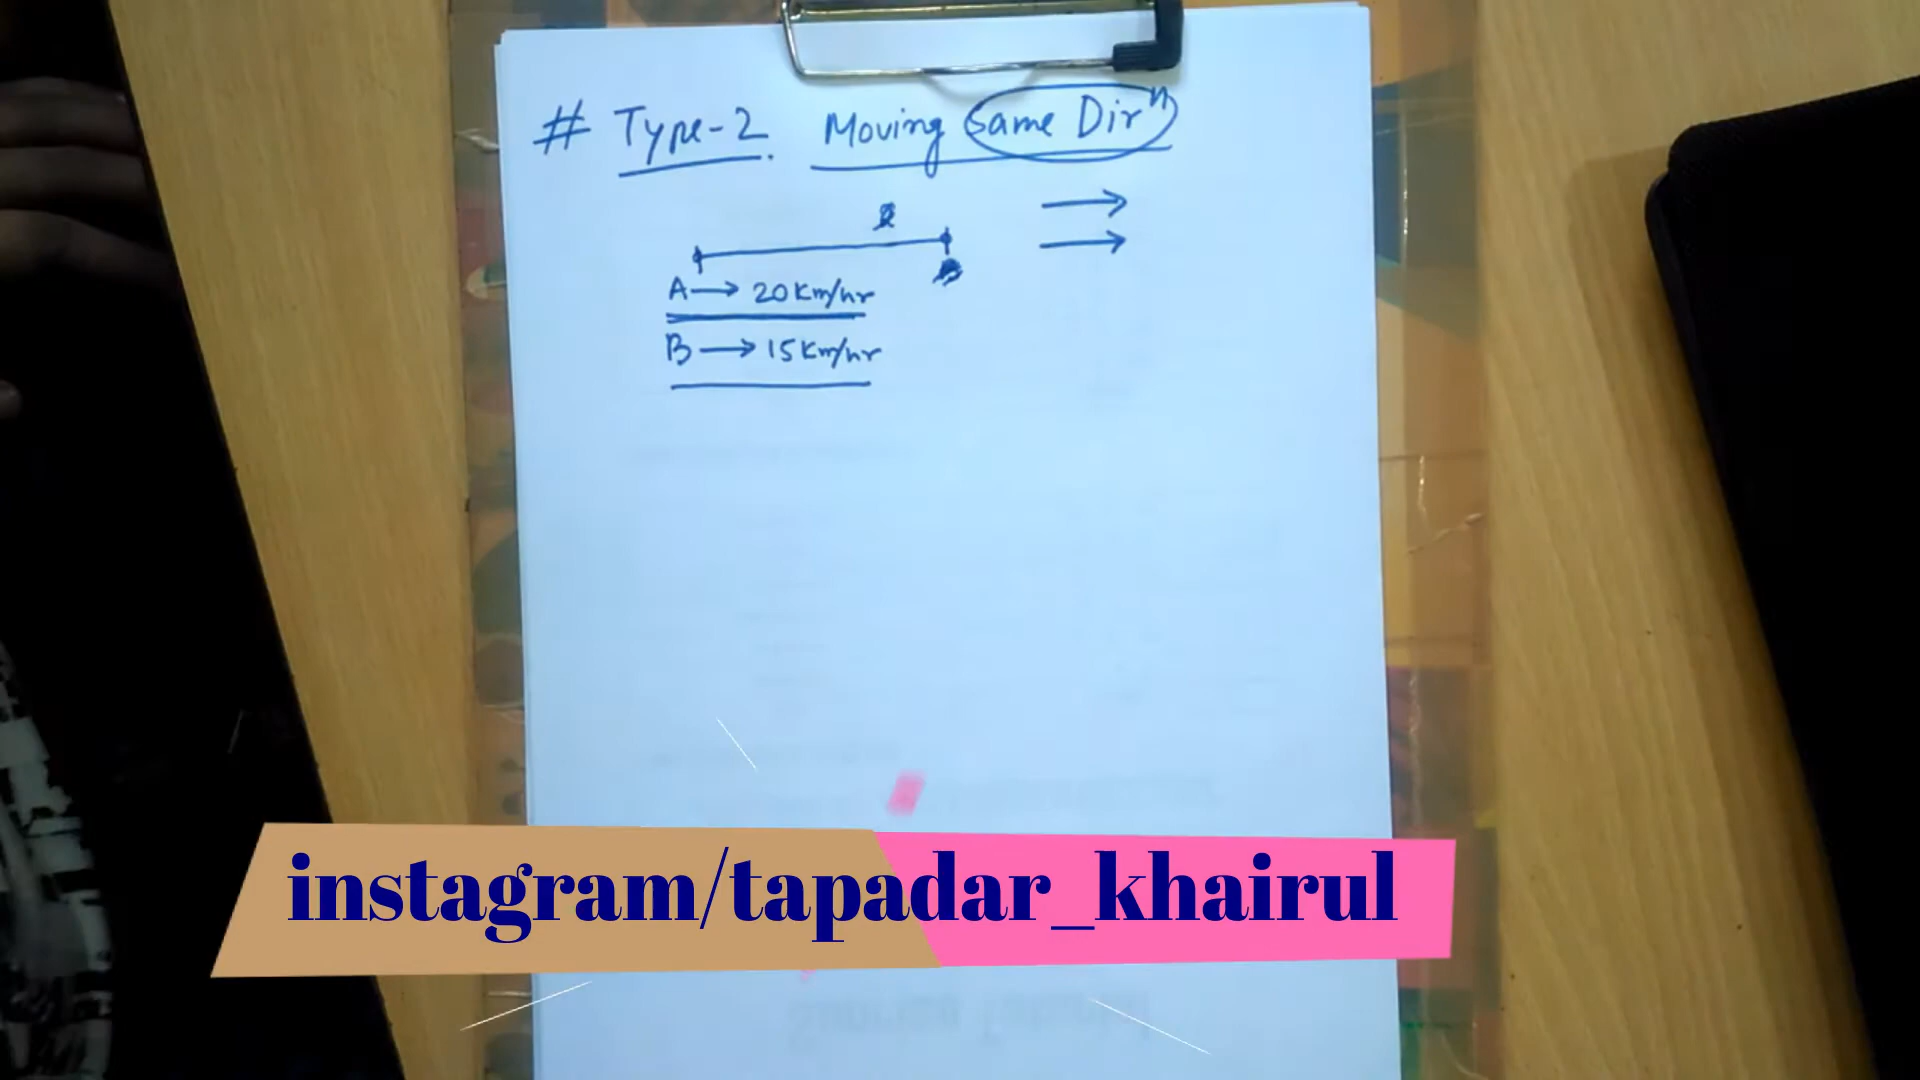 # Type-2 Moving Same Dirⁿ
A → 20 Km/hr
B → 15 Km/hr
instagram/tapadar_khairul